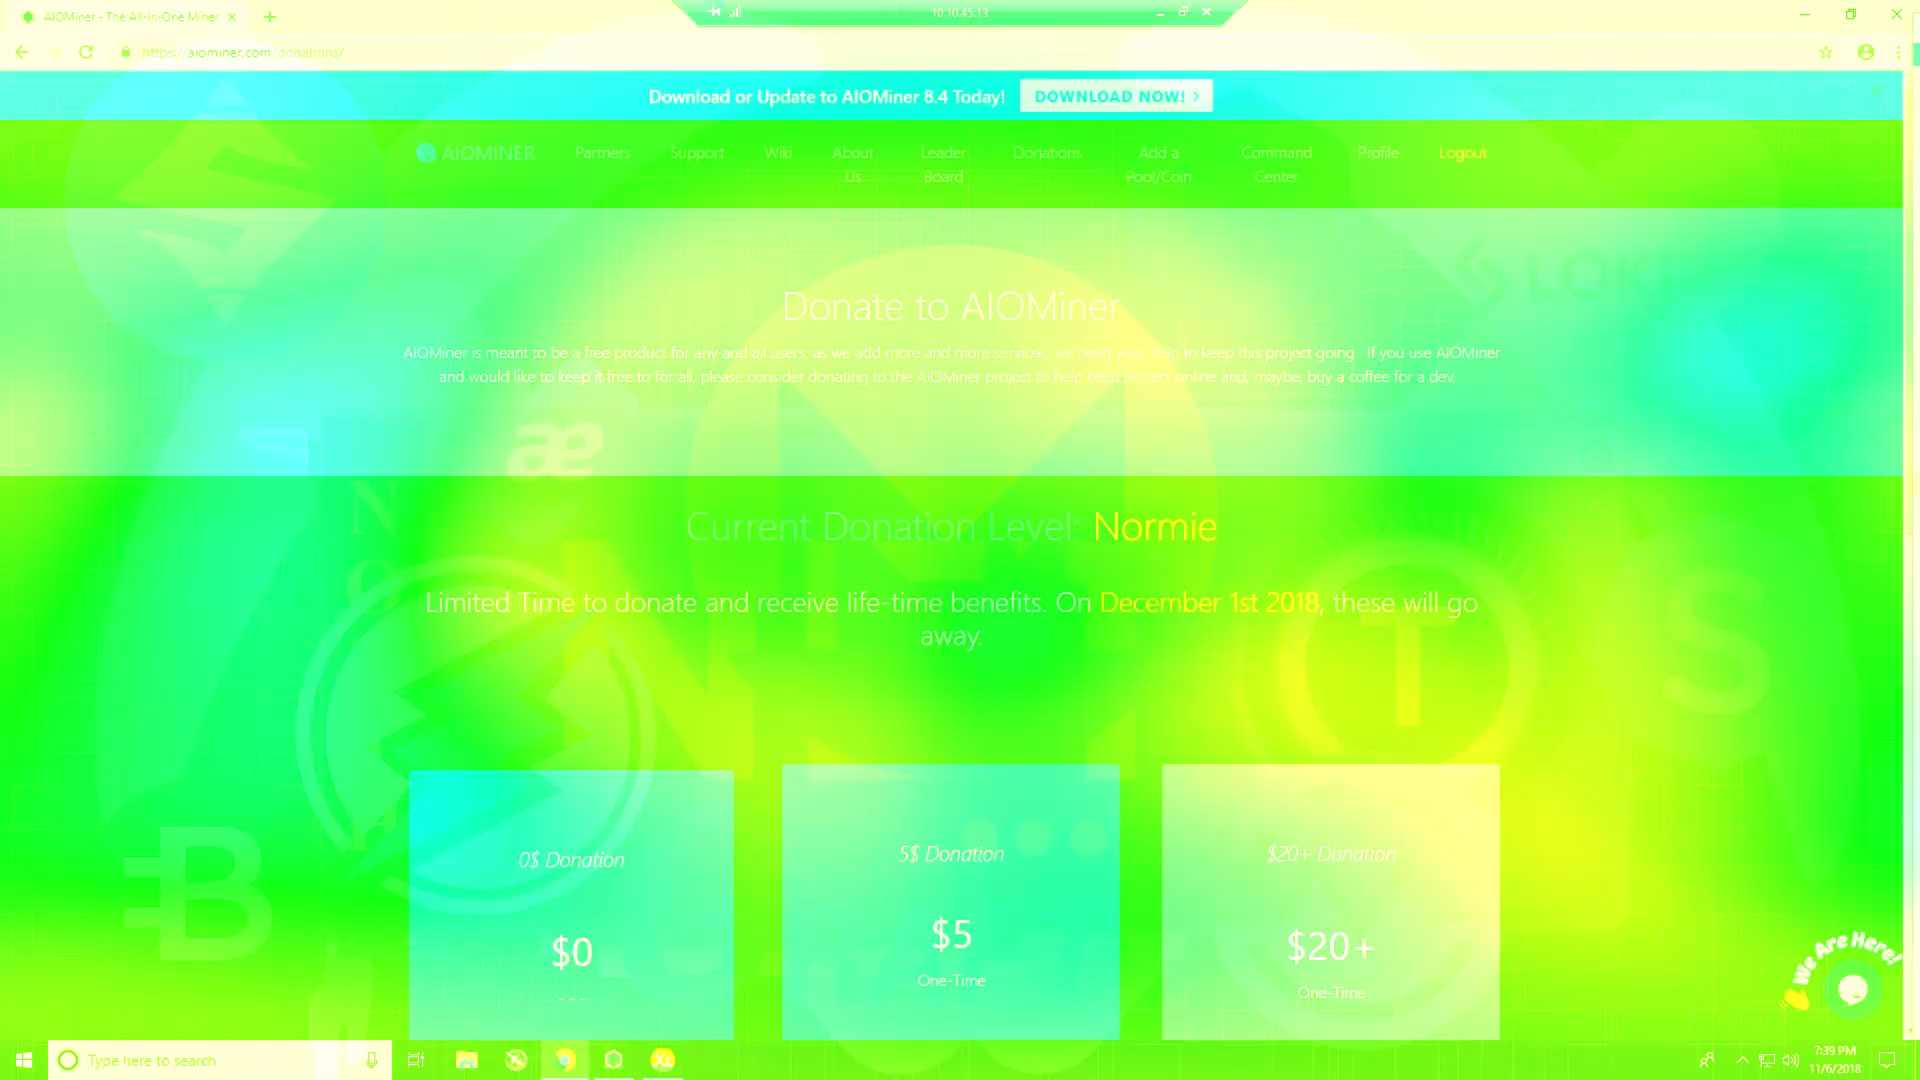 AIOMiner - The All-In-One Miner
10.10.45.13
https://aiominer.com/donations/
Download or Update to AIOMiner 8.4 Today!
DOWNLOAD NOW! >
AIOMINER
Partners
Support
Wiki
About
Us
Leader
Board
Donations
Add a
Pool/Coin
Command
Center
Profile
Logout
LOKI
Donate to AIOMiner
AIOMiner is meant to be a free product for any and all users, as we add more and more services, we need your help to keep this project going. If you use AIOMiner
and would like to keep it free to for all, please consider donating to the AIOMiner project to help keep servers online and, maybe, buy a coffee for a dev.
æ
N
O
Current Donation Level: Normie
Limited Time to donate and receive life-time benefits. On December 1st 2018, these will go
away.
T
S
B
0$ Donation
$0
---
5$ Donation
$5
One-Time
$20+ Donation
$20+
One-Time
We Are Here!
Type here to search
7:39 PM
11/6/2018